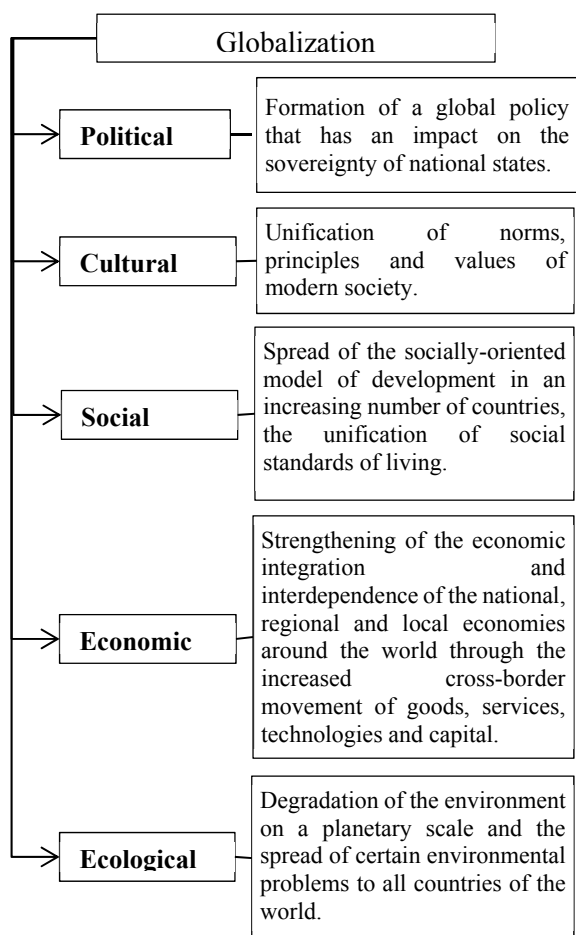 Globalization
Political
Formation of a global policy
that has an impact on the
sovereignty of national states.
Cultural
Unification of norms,
principles and values of
modern society.
Social
Spread of the socially-oriented
model of development in an
increasing number of countries,
the unification of social
standards of living.
Economic
Strengthening of the economic
integration and
interdependence of the national,
regional and local economies
around the world through the
increased cross-border
movement of goods, services,
technologies and capital.
Ecological
Degradation of the environment
on a planetary scale and the
spread of certain environmental
problems to all countries of the
world.